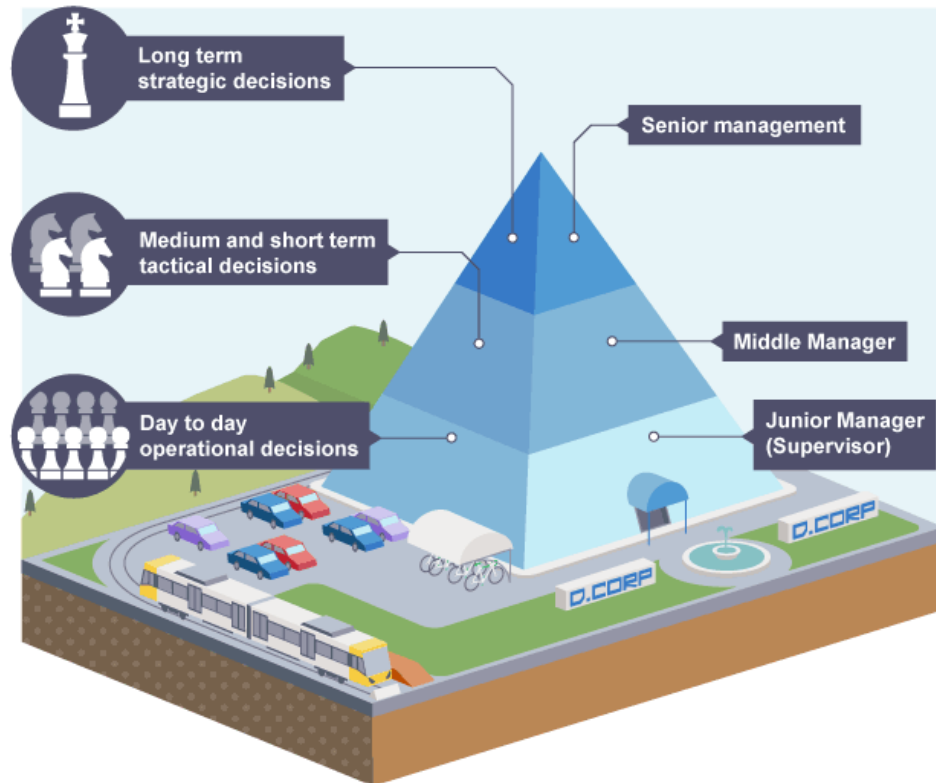 Long term
strategic decisions
Senior management
Medium and short term
tactical decisions
Middle Manager
Day to day
operational decisions
Junior Manager
(Supervisor)
D.CORP
D.CORP